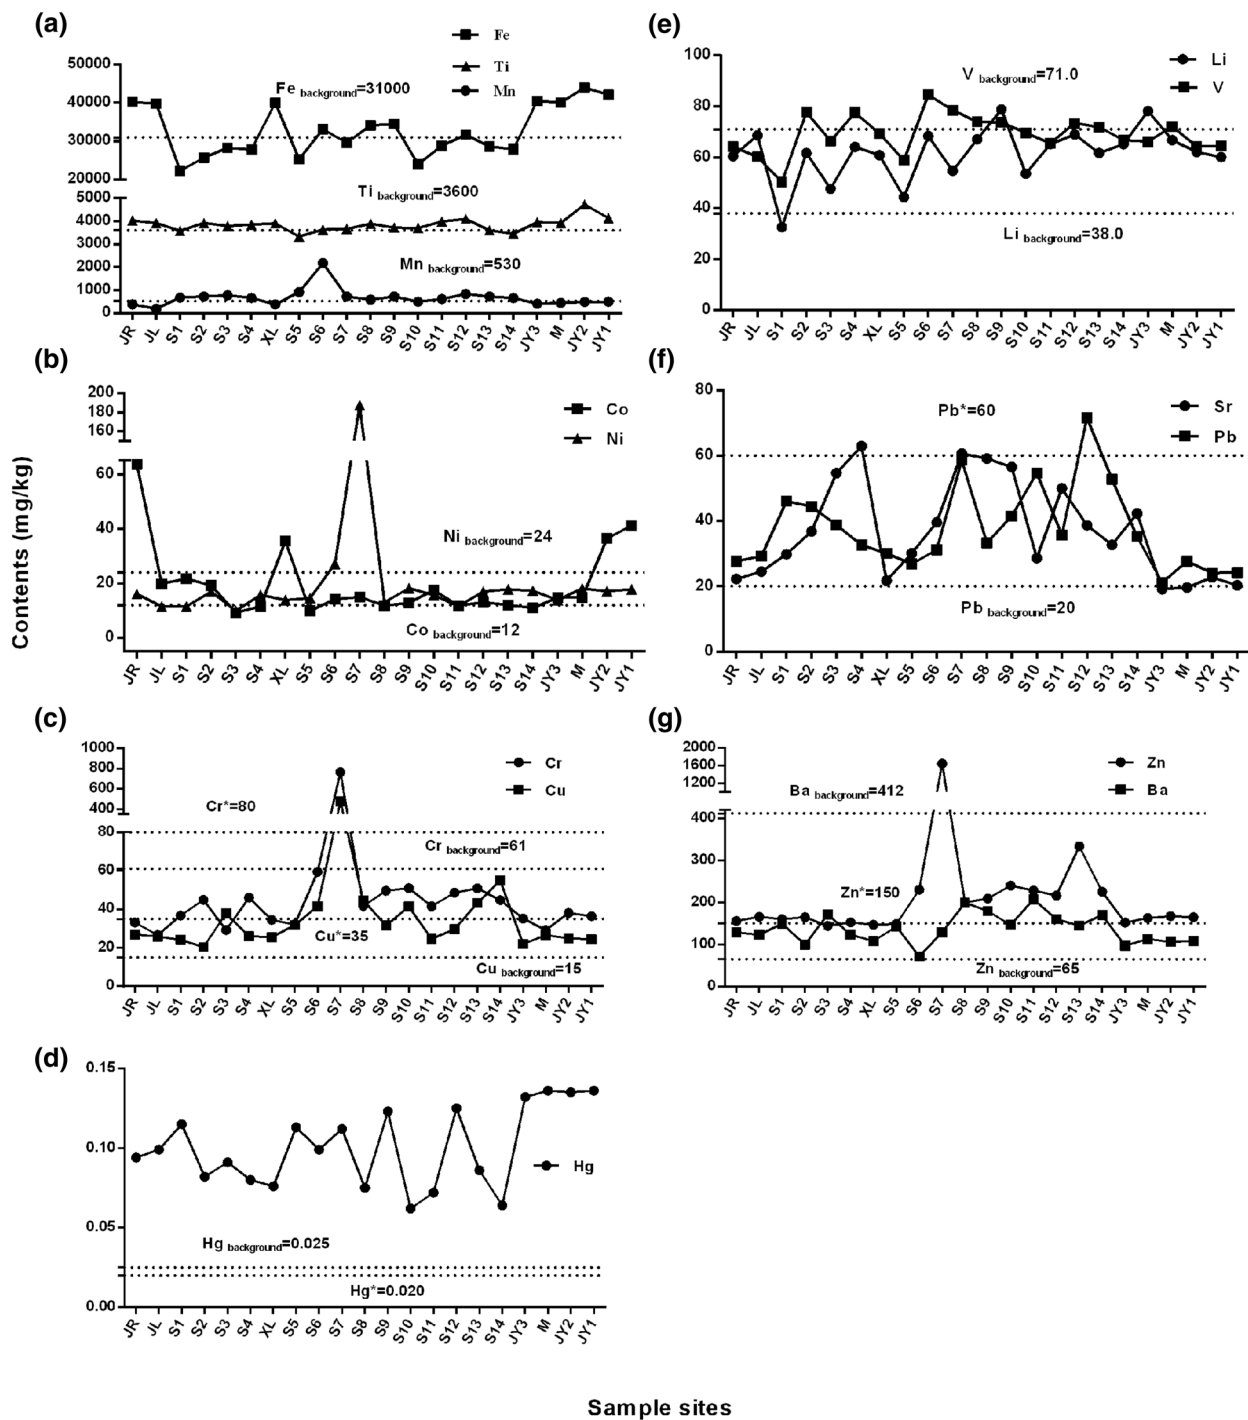 (a)
Fe
Ti
Mn
50000
40000
30000
20000
5000
4000
3000
2000
1000
0
Fe background=31000
Ti background=3600
Mn background=530
JR JL S1 S2 S3 S4 XL S5 S6 S7 S8 S9 S10 S11 S12 S13 S14 JY3 M JY2 JY1
(b)
200
180
160
60
40
20
0
Co
Ni
Ni background=24
Co background=12
JR JL S1 S2 S3 S4 XL S5 S6 S7 S8 S9 S10 S11 S12 S13 S14 JY3 M JY2 JY1
Contents (mg/kg)
(c)
1000
800
600
400
80
60
40
20
0
Cr
Cu
Cr*=80
Cr background=61
Cu*=35
Cu background=15
JR JL S1 S2 S3 S4 XL S5 S6 S7 S8 S9 S10 S11 S12 S13 S14 JY3 M JY2 JY1
(d)
0.15
0.10
0.05
0.00
Hg
Hg background=0.025
Hg*=0.020
JR JL S1 S2 S3 S4 XL S5 S6 S7 S8 S9 S10 S11 S12 S14 JY3 M JY2 JY1
(e)
100
80
60
40
20
0
Li
V
V background=71.0
Li background=38.0
JR JL S1 S2 S3 S4 XL S5 S6 S7 S8 S9 S10 S11 S12 S13 S14 JY3 M JY2 JY1
(f)
80
60
40
20
0
Sr
Pb
Pb*=60
Pb background=20
JR JL S1 S2 S3 S4 XL S5 S6 S7 S8 S9 S10 S11 S12 S13 S14 JY3 M JY2 JY1
(g)
2000
1600
1200
400
300
200
100
0
Zn
Ba
Ba background=412
Zn*=150
Zn background=65
JR JL S1 S2 S3 S4 XL S5 S6 S7 S8 S9 S10 S11 S12 S13 S14 JY3 M JY2 JY1
Sample sites